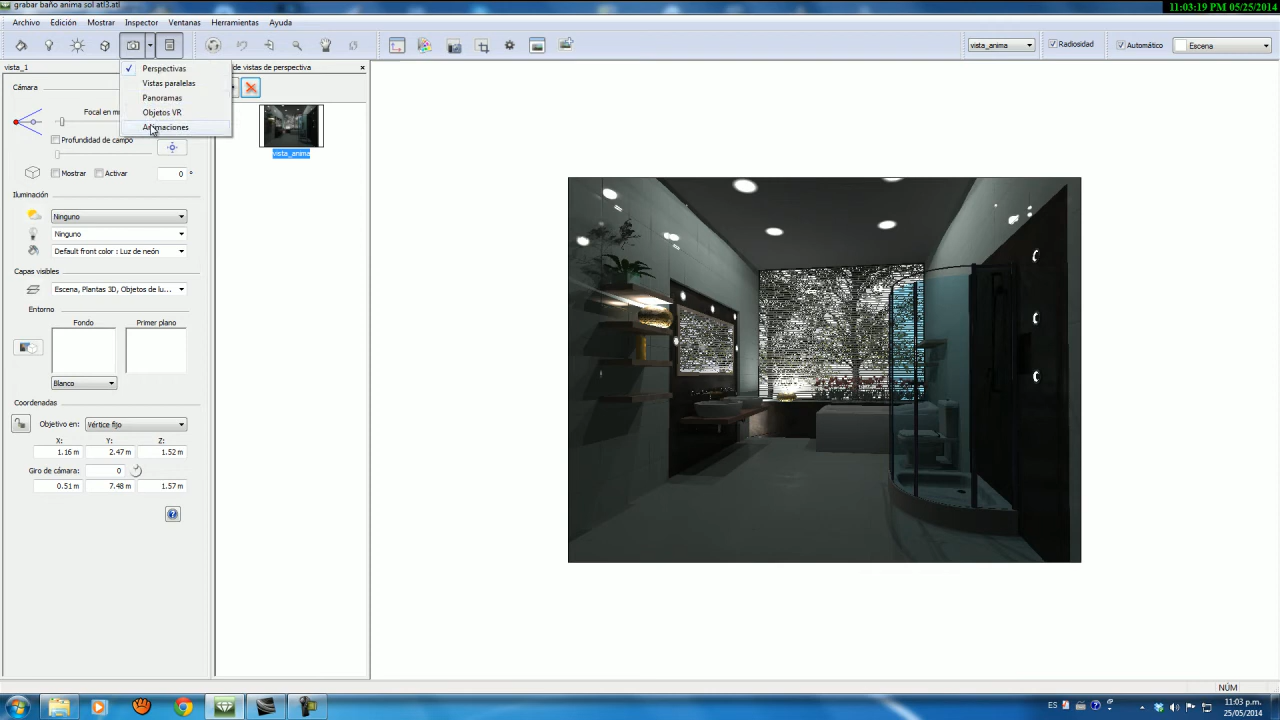 grabar baño anima sol atl3.atl
11:03:19 PM 05/25/2014
Archivo Edición Mostrar Inspector Ventanas Herramientas Ayuda
vista_anima Radiosidad Automático Escena
vista_1
de vistas de perspectiva
Perspectivas
Vistas paralelas
Panoramas
Objetos VR
Animaciones
Cámara
Focal en m
Profundidad de campo
Mostrar Activar 0 °
vista_anima
Iluminación
Ninguno
Ninguno
Default front color : Luz de neón
Capas visibles
Escena, Plantas 3D, Objetos de lu...
Entorno
Fondo Primer plano
Blanco
Coordenadas
Objetivo en: Vértice fijo
X: Y: Z:
1.16 m 2.47 m 1.52 m
Giro de cámara: 0
0.51 m 7.48 m 1.57 m
NÚM
ES
11:03 p.m.
25/05/2014